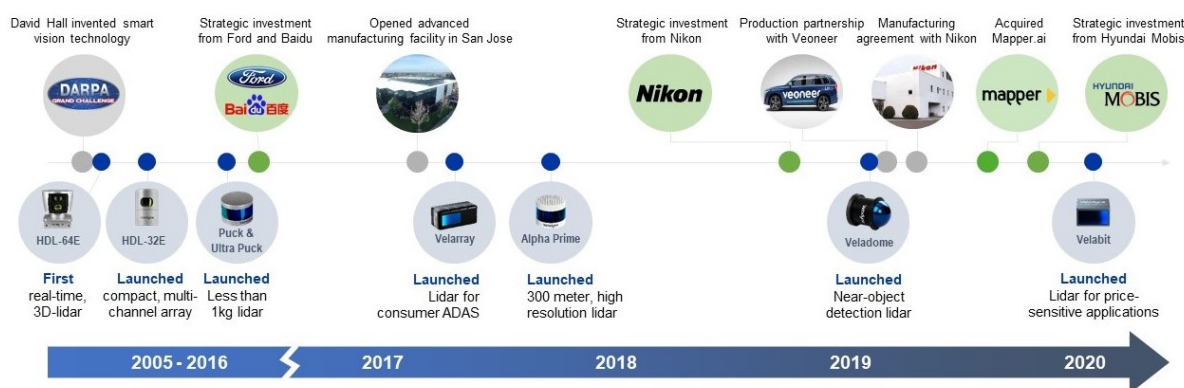 David Hall invented smart
vision technology
Strategic investment
from Ford and Baidu
Opened advanced
manufacturing facility in San Jose
Strategic investment
from Nikon
Production partnership
with Veoneer
Manufacturing
agreement with Nikon
Acquired
Mapper.ai
Strategic investment
from Hyundai Mobis
DARPA
GRAND CHALLENGE
Ford
Baidu百度
Nikon
veoneer
Nikon
mapper
HYUNDAI
MOBIS
HDL-64E
HDL-32E
Puck &
Ultra Puck
Velarray
Alpha Prime
Veladome
Velabit
First
real-time,
3D-lidar
Launched
compact, multi-
channel array
Launched
Less than
1kg lidar
Launched
Lidar for
consumer ADAS
Launched
300 meter, high
resolution lidar
Launched
Near-object
detection lidar
Launched
Lidar for price-
sensitive applications
2005 - 2016
2017
2018
2019
2020